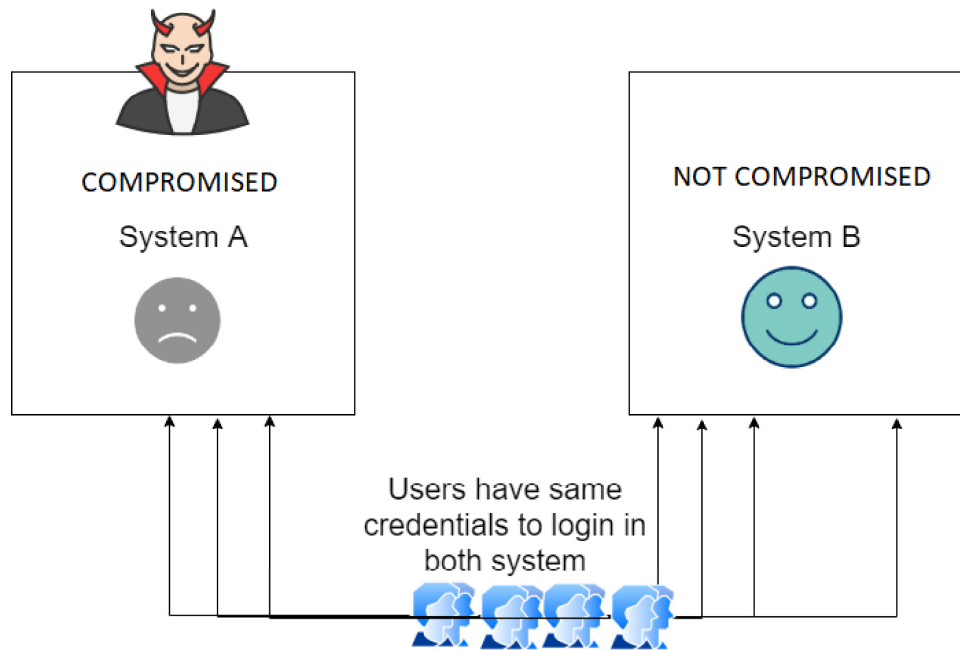 COMPROMISED
System A
NOT COMPROMISED
System B
Users have same
credentials to login in
both system